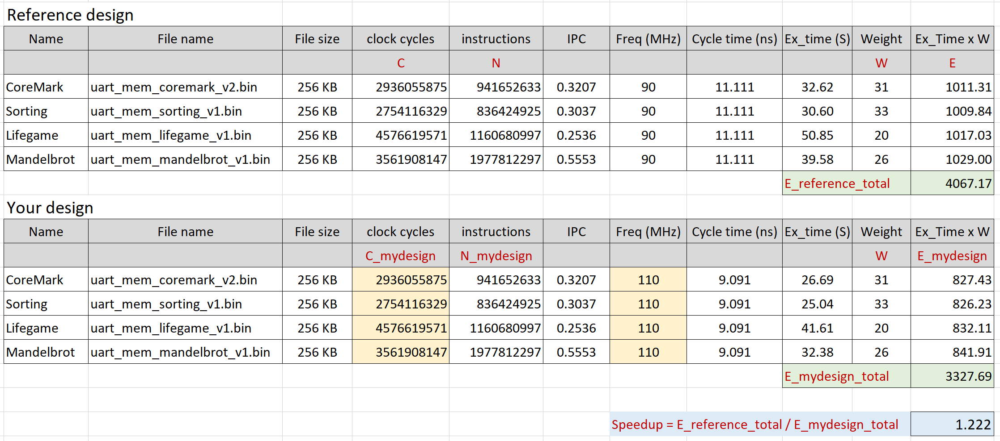 Reference design
Name File name File size clock cycles instructions IPC Freq (MHz) Cycle time (ns) Ex_time (S) Weight Ex_Time x W
C N W E
CoreMark uart_mem_coremark_v2.bin 256 KB 2936055875 941652633 0.3207 90 11.111 32.62 31 1011.31
Sorting uart_mem_sorting_v1.bin 256 KB 2754116329 836424925 0.3037 90 11.111 30.60 33 1009.84
Lifegame uart_mem_lifegame_v1.bin 256 KB 4576619571 1160680997 0.2536 90 11.111 50.85 20 1017.03
Mandelbrot uart_mem_mandelbrot_v1.bin 256 KB 3561908147 1977812297 0.5553 90 11.111 39.58 26 1029.00
E_reference_total 4067.17
Your design
Name File name File size clock cycles instructions IPC Freq (MHz) Cycle time (ns) Ex_time (S) Weight Ex_Time x W
C_mydesign N_mydesign W E_mydesign
CoreMark uart_mem_coremark_v2.bin 256 KB 2936055875 941652633 0.3207 110 9.091 26.69 31 827.43
Sorting uart_mem_sorting_v1.bin 256 KB 2754116329 836424925 0.3037 110 9.091 25.04 33 826.23
Lifegame uart_mem_lifegame_v1.bin 256 KB 4576619571 1160680997 0.2536 110 9.091 41.61 20 832.11
Mandelbrot uart_mem_mandelbrot_v1.bin 256 KB 3561908147 1977812297 0.5553 110 9.091 32.38 26 841.91
E_mydesign_total 3327.69
Speedup = E_reference_total / E_mydesign_total 1.222